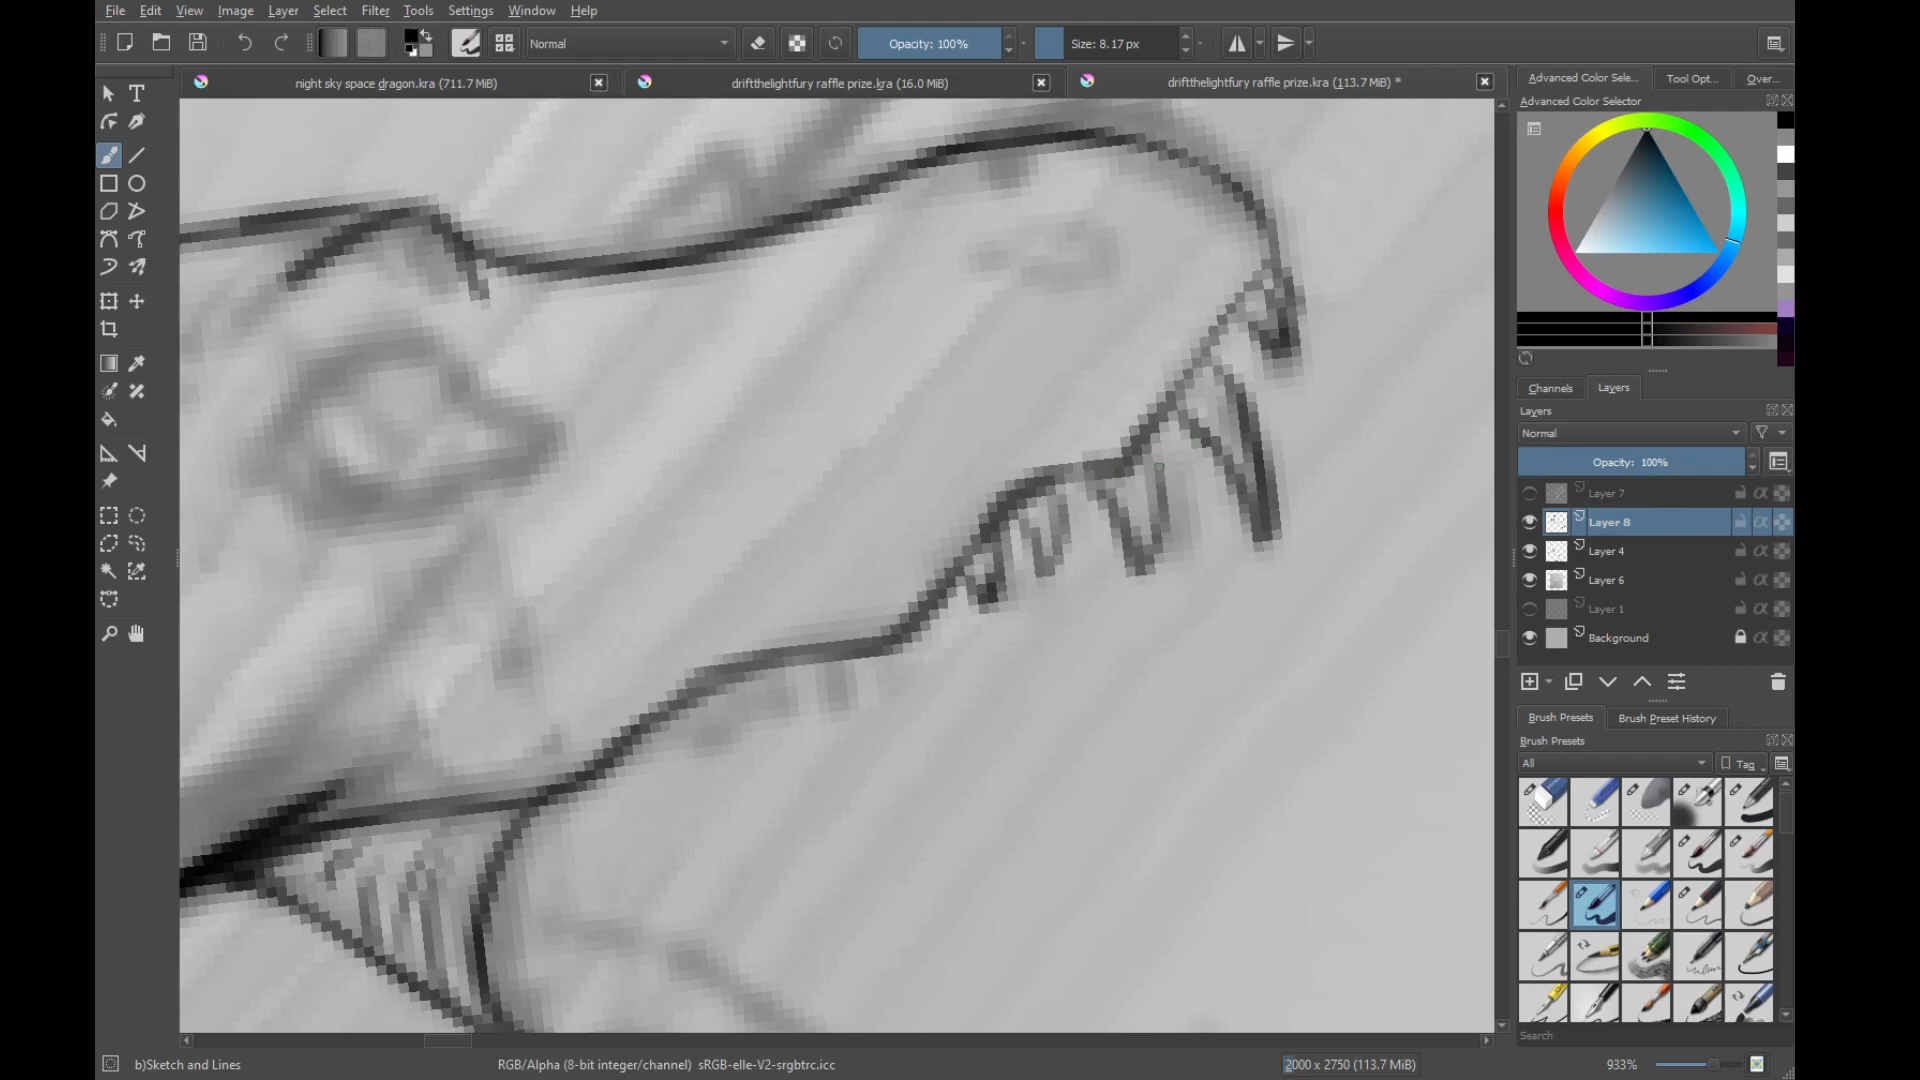 File Edit View Image Layer Select Filter Tools Settings Window Help
Normal Opacity: 100% Size: 8.17 px
night sky space dragon.kra (711.7 MiB) driftthelightfury raffle prize.kra (16.0 MiB) driftthelightfury raffle prize.kra (113.7 MiB) *
Advanced Color Sele... Tool Opt... Over...
Advanced Color Selector
Channels Layers
Layers
Normal
Opacity: 100%
Layer 7
Layer 8
Layer 4
Layer 6
Layer 1
Background
Brush Presets Brush Preset History
Brush Presets
All Tag
Search
b)Sketch and Lines RGB/Alpha (8-bit integer/channel) sRGB-elle-V2-srgbtrc.icc 2000 x 2750 (113.7 MiB) 933%